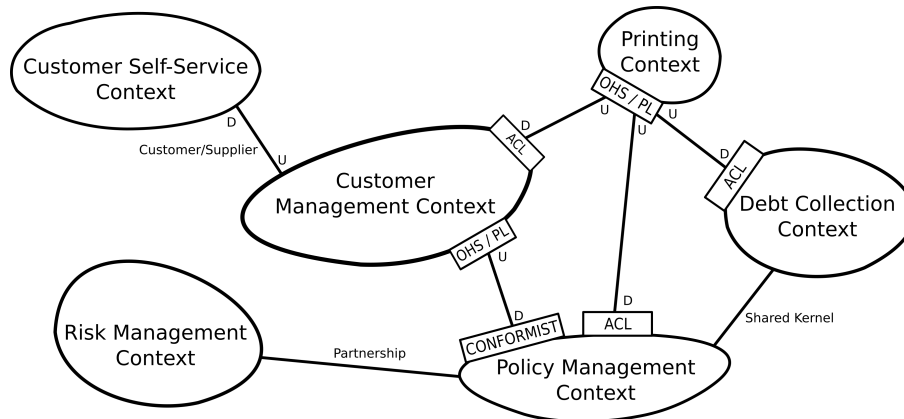 Customer Self-Service
Context
D
Customer/Supplier
U
Printing
Context
OHS / PL
U
U
U
D
ACL
Customer
Management Context
D
ACL
Debt Collection
Context
OHS / PL
U
D
CONFORMIST
D
ACL
Shared Kernel
Risk Management
Context
Partnership
Policy Management
Context